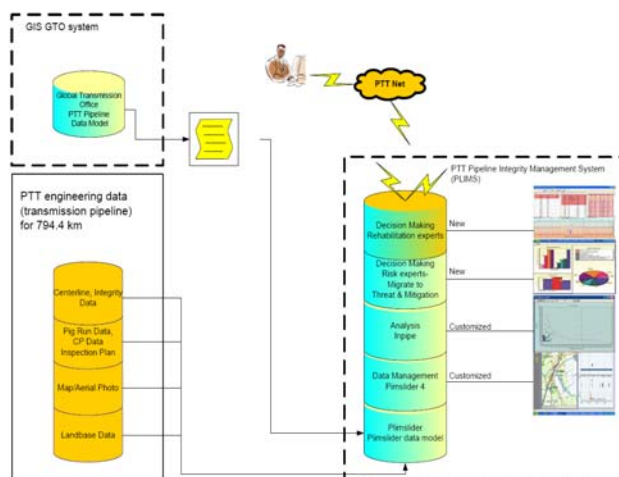 GIS GTO system
Global Transmission
Office
PTT Pipeline
Data Model
PTT Net
PTT engineering data
(transmission pipeline)
for 794.4 km
Centerline, Integrity
Data
Pig Run Data,
CP Data
Inspection Plan
Map/Aerial Photo
Landbase Data
PTT Pipeline Integrity Management System
(PLIMS)
Decision Making
Rehabilitation experts
New
Decision Making
Risk experts-
Migrate to
Threat & Mitigation
New
Analysis
Inpipe
Customized
Data Management
Pimslider 4
Customized
Plimslider
Plimslider data model